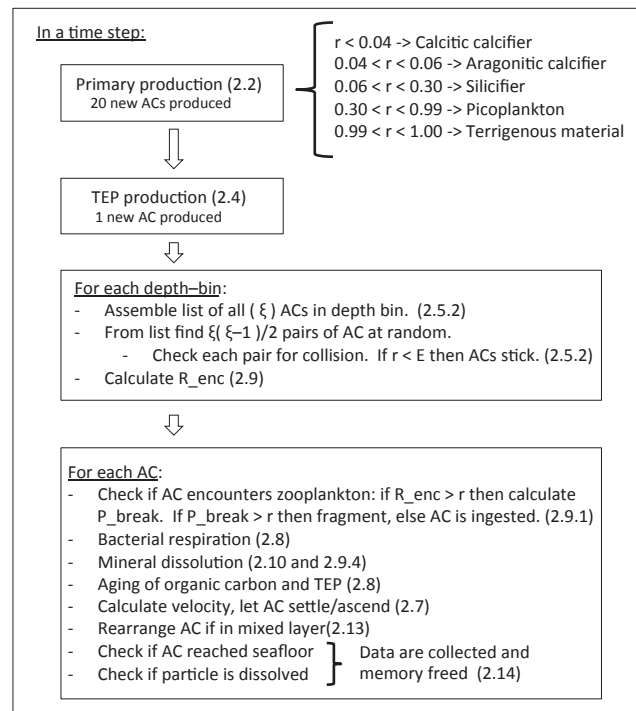 In a time step:
Primary production (2.2)
20 new ACs produced
r < 0.04 -> Calcitic calcifier
0.04 < r < 0.06 -> Aragonitic calcifier
0.06 < r < 0.30 -> Silicifier
0.30 < r < 0.99 -> Picoplankton
0.99 < r < 1.00 -> Terrigenous material
TEP production (2.4)
1 new AC produced
For each depth–bin:
- Assemble list of all ( ξ ) ACs in depth bin. (2.5.2)
- From list find ξ( ξ–1 )/2 pairs of AC at random.
- Check each pair for collision. If r < E then ACs stick. (2.5.2)
- Calculate R_enc (2.9)
For each AC:
- Check if AC encounters zooplankton: if R_enc > r then calculate
P_break. If P_break > r then fragment, else AC is ingested. (2.9.1)
- Bacterial respiration (2.8)
- Mineral dissolution (2.10 and 2.9.4)
- Aging of organic carbon and TEP (2.8)
- Calculate velocity, let AC settle/ascend (2.7)
- Rearrange AC if in mixed layer(2.13)
- Check if AC reached seafloor
- Check if particle is dissolved
Data are collected and
memory freed (2.14)